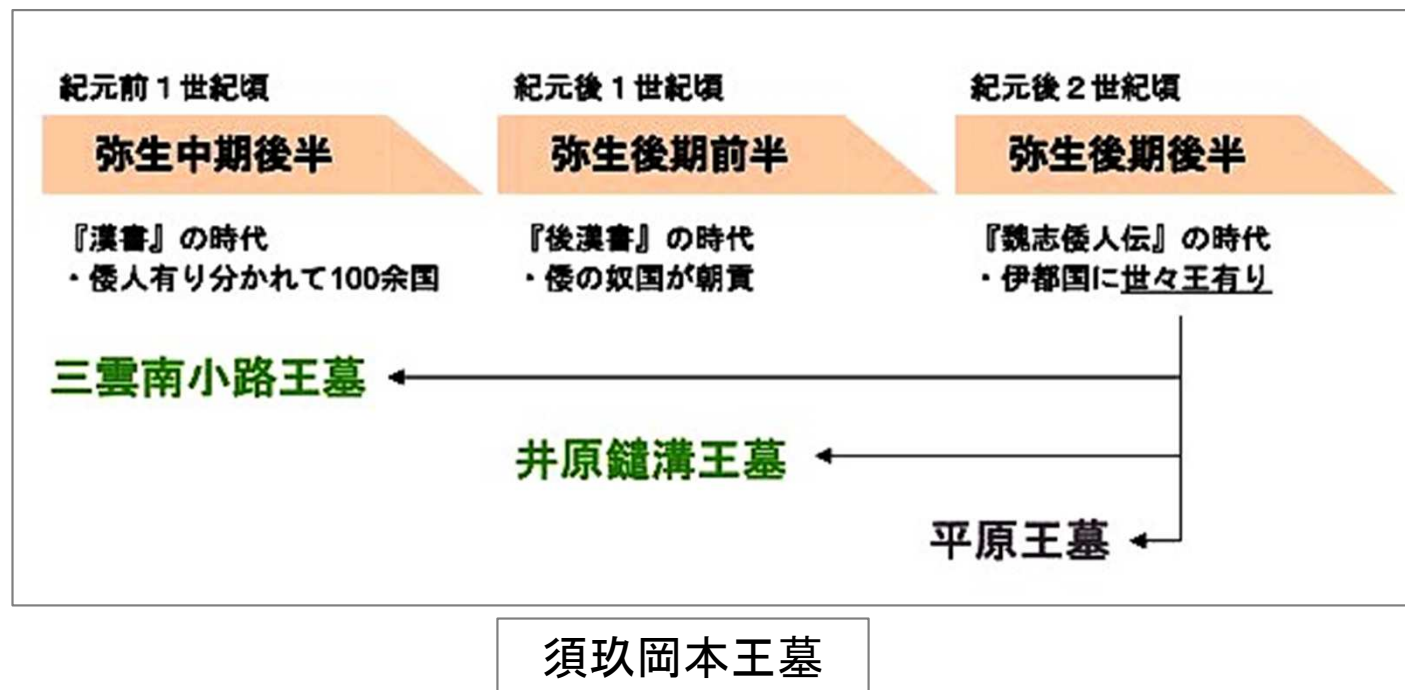 紀元前1世紀頃
弥生中期後半
『漢書』の時代
・倭人有り分かれて100余国
紀元後1世紀頃
弥生後期前半
『後漢書』の時代
・倭の奴国が朝貢
紀元後2世紀頃
弥生後期後半
『魏志倭人伝』の時代
・伊都国に世々王有り
三雲南小路王墓
井原鑓溝王墓
平原王墓
須玖岡本王墓